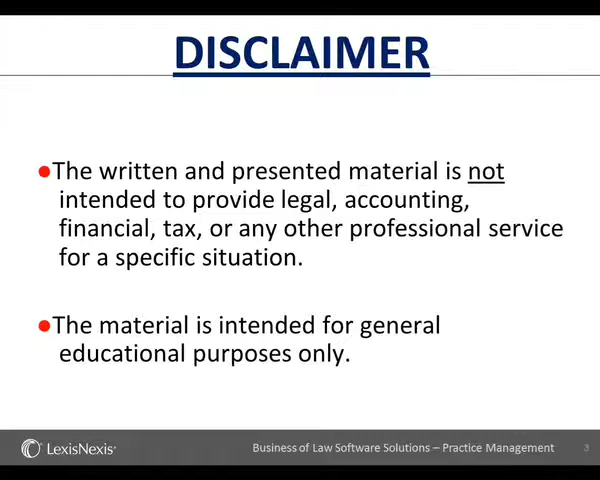 DISCLAIMER
●The written and presented material is not
intended to provide legal, accounting,
financial, tax, or any other professional service
for a specific situation.
●The material is intended for general
educational purposes only.
LexisNexis® Business of Law Software Solutions – Practice Management 3